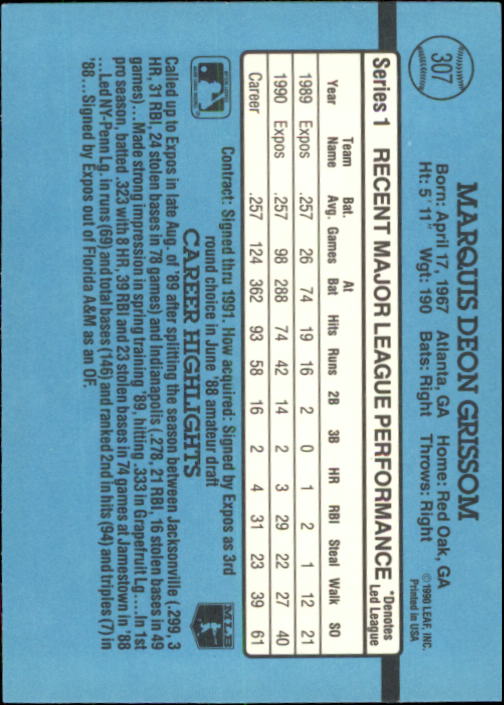 307
MARQUIS DEON GRISSOM
Born: April 17, 1967 Atlanta, GA Home: Red Oak, GA
Ht: 5' 11" Wgt: 190 Bats: Right Throws: Right
©1990 LEAF, INC.
Printed in USA
Series 1 RECENT MAJOR LEAGUE PERFORMANCE *Denotes Led League
Year Team Name Bat. Avg. Games At Bat Hits Runs 2B 3B HR RBI Steal Walk SO
1989 Expos .257 26 74 19 16 2 0 1 2 1 12 21
1990 Expos .257 98 288 74 42 14 2 3 29 22 27 40
Career .257 124 362 93 58 16 2 4 31 23 39 61
Contract: Signed thru 1991. How acquired: Signed by Expos as 3rd
round choice in June '88 amateur draft
CAREER HIGHLIGHTS
MLB
Called up to Expos in late Aug. of '89 after splitting the season between Jacksonville (.299, 3
HR, 31 RBI, 24 stolen bases in 78 games) and Indianapolis (.278, 21 RBI, 16 stolen bases in 49
games)...Made strong impression in spring training '89, hitting .333 in Grapefruit Lg....In 1st
pro season, batted .323 with 8 HR, 39 RBI and 23 stolen bases in 74 games at Jamestown in '88
...Led NY-Penn Lg. in runs (69) and total bases (146) and ranked 2nd in hits (94) and triples (7) in
'88...Signed by Expos out of Florida A&M as an OF.